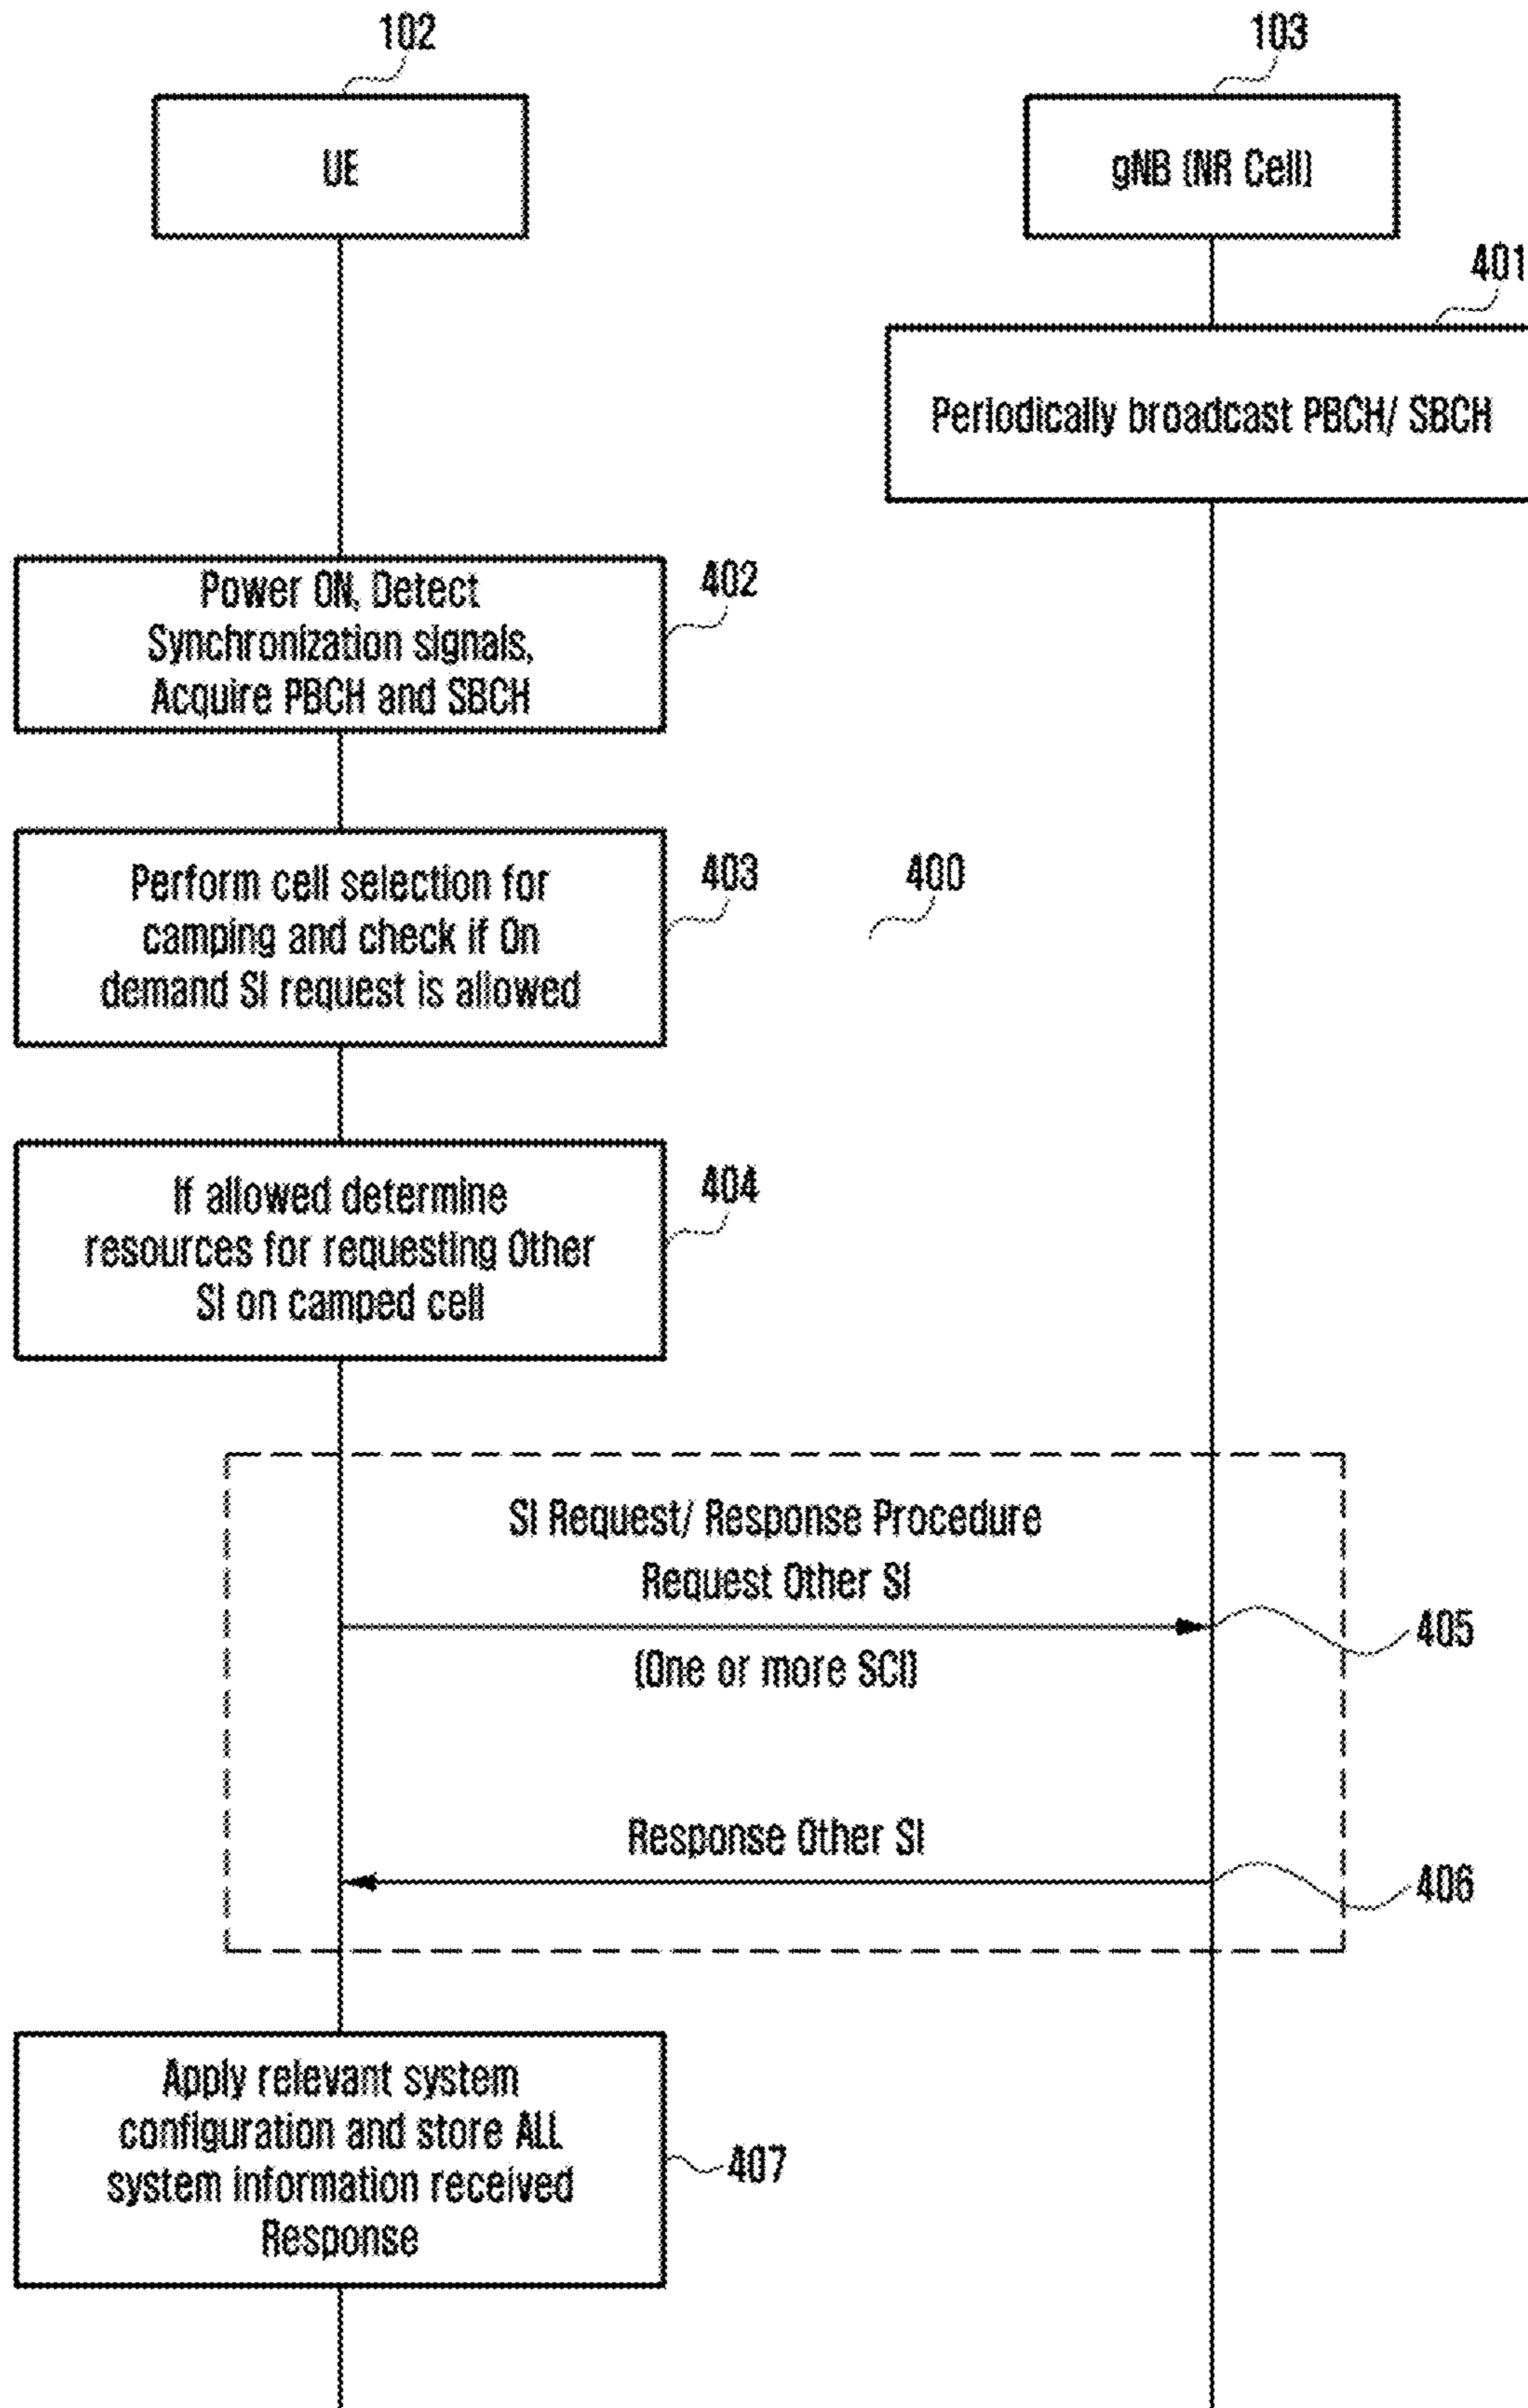 102
103
UE
gNB (NR Cell)
401
Periodically broadcast PBCH/ SBCH
Power ON, Detect
Synchronization signals,
Acquire PBCH and SBCH
402
Perform cell selection for
camping and check if On
demand SI request is allowed
403
400
If allowed determine
resources for requesting Other
SI on camped cell
404
SI Request/ Response Procedure
Request Other SI
(One or more SCI)
405
Response Other SI
406
Apply relevant system
configuration and store ALL
system information received
Response
407